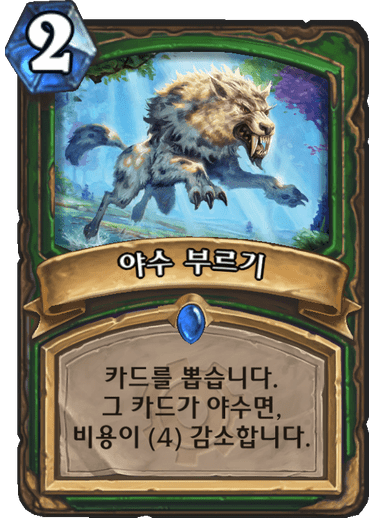 2
야수 부르기
카드를 뽑습니다.
그 카드가 야수면,
비용이 (4) 감소합니다.